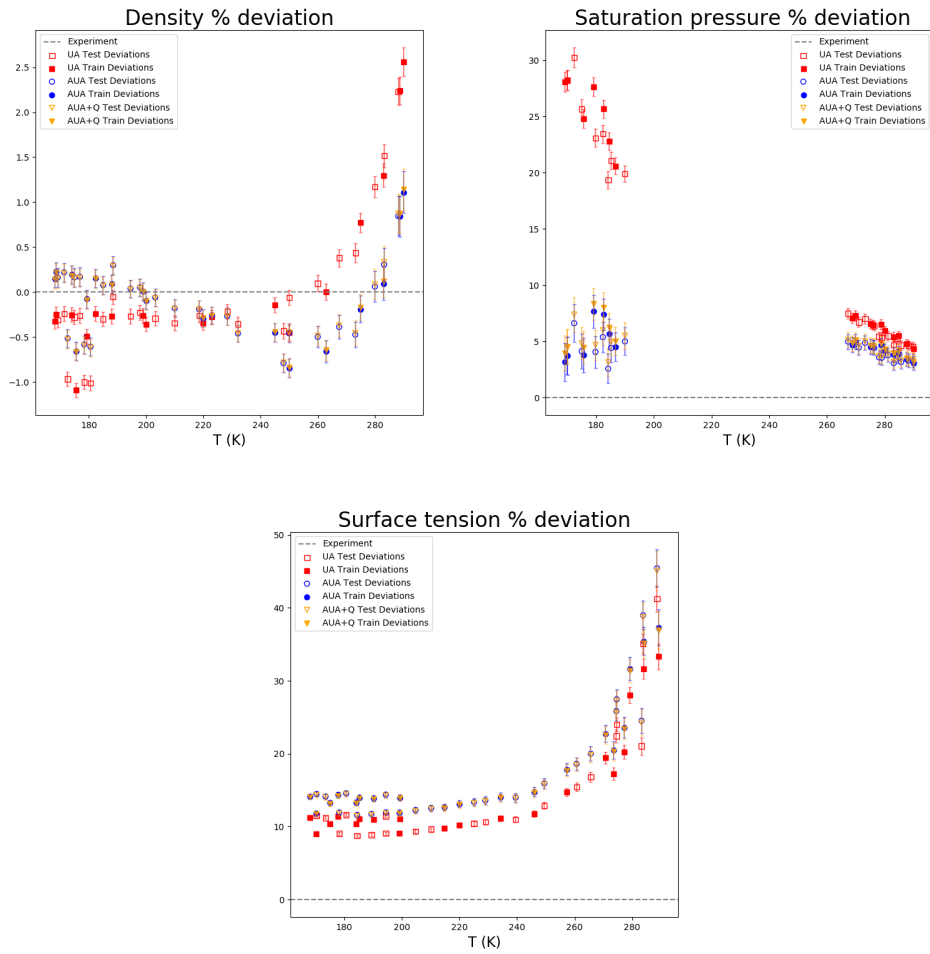 Density % deviation
Experiment
UA Test Deviations
UA Train Deviations
AUA Test Deviations
AUA Train Deviations
AUA+Q Test Deviations
AUA+Q Train Deviations
2.5
2.0
1.5
1.0
0.5
0.0
−0.5
−1.0
180 200 220 240 260 280
T (K)
Saturation pressure % deviation
Experiment
UA Test Deviations
UA Train Deviations
AUA Test Deviations
AUA Train Deviations
AUA+Q Test Deviations
AUA+Q Train Deviations
30
25
20
15
10
5
0
180 200 220 240 260 280
T (K)
Surface tension % deviation
Experiment
UA Test Deviations
UA Train Deviations
AUA Test Deviations
AUA Train Deviations
AUA+Q Test Deviations
AUA+Q Train Deviations
50
40
30
20
10
0
180 200 220 240 260 280
T (K)